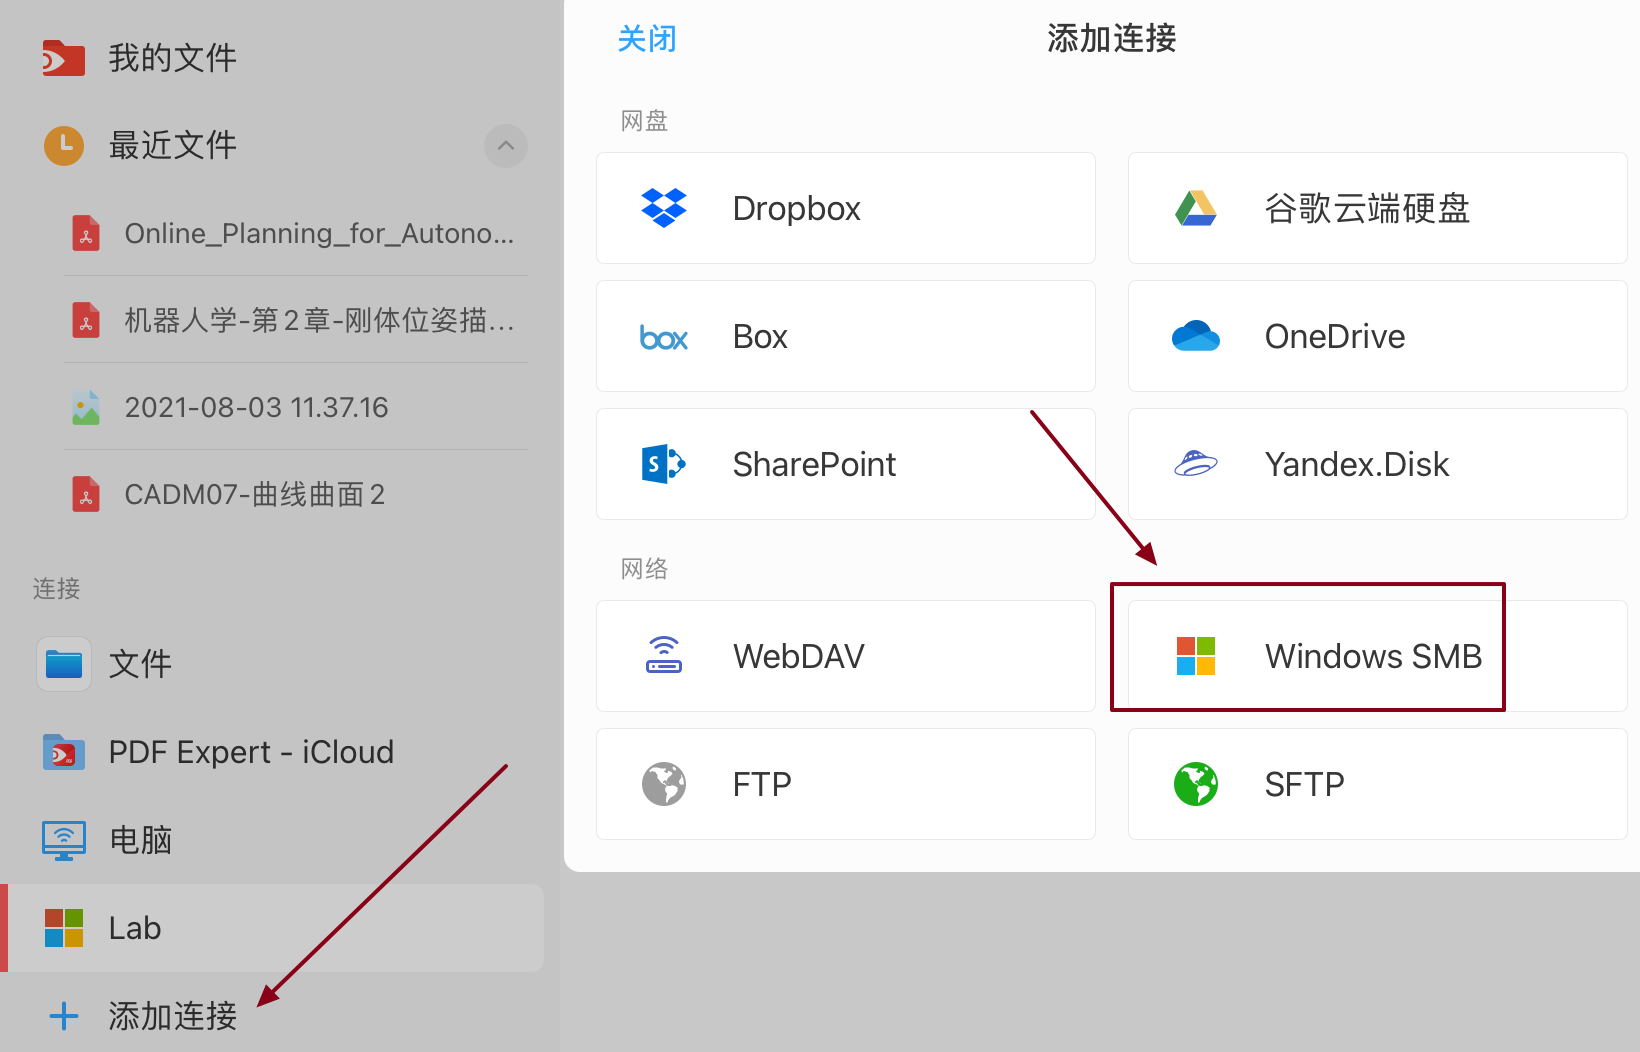 我的文件
最近文件
Online_Planning_for_Autono...
机器人学-第2章-刚体位姿描...
2021-08-03 11.37.16
CADM07-曲线曲面2
连接
文件
PDF Expert - iCloud
电脑
Lab
添加连接
关闭
添加连接
网盘
Dropbox
谷歌云端硬盘
box
Box
OneDrive
S
SharePoint
Yandex.Disk
网络
WebDAV
Windows SMB
FTP
SFTP